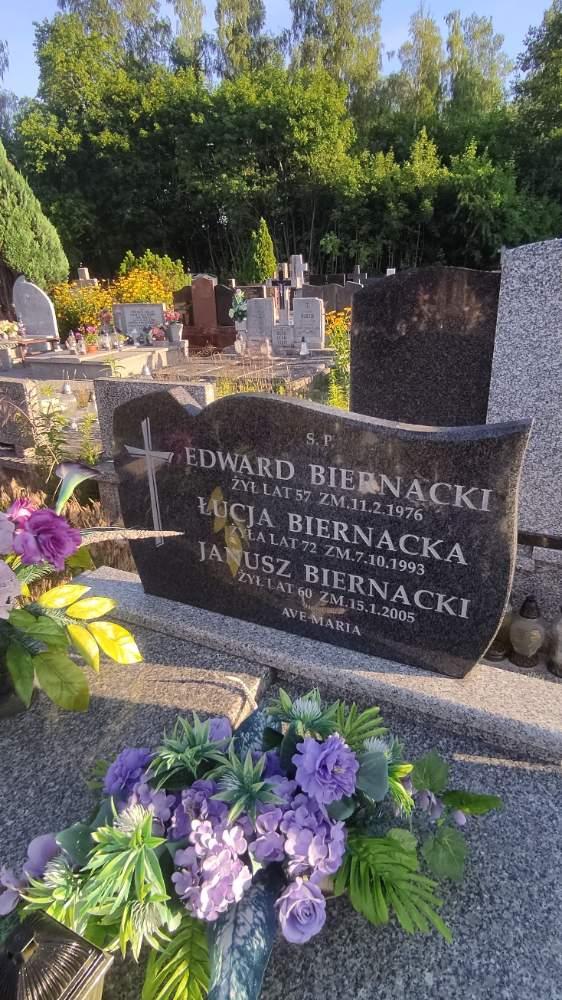 Ś. P.
EDWARD BIERNACKI
ŻYŁ LAT 57 ZM.11.2.1976
ŁUCJA BIERNACKA
ŻYŁA LAT 72 ZM.7.10.1993
JANUSZ BIERNACKI
ŻYŁ LAT 60 ZM.15.1.2005
AVE MARIA